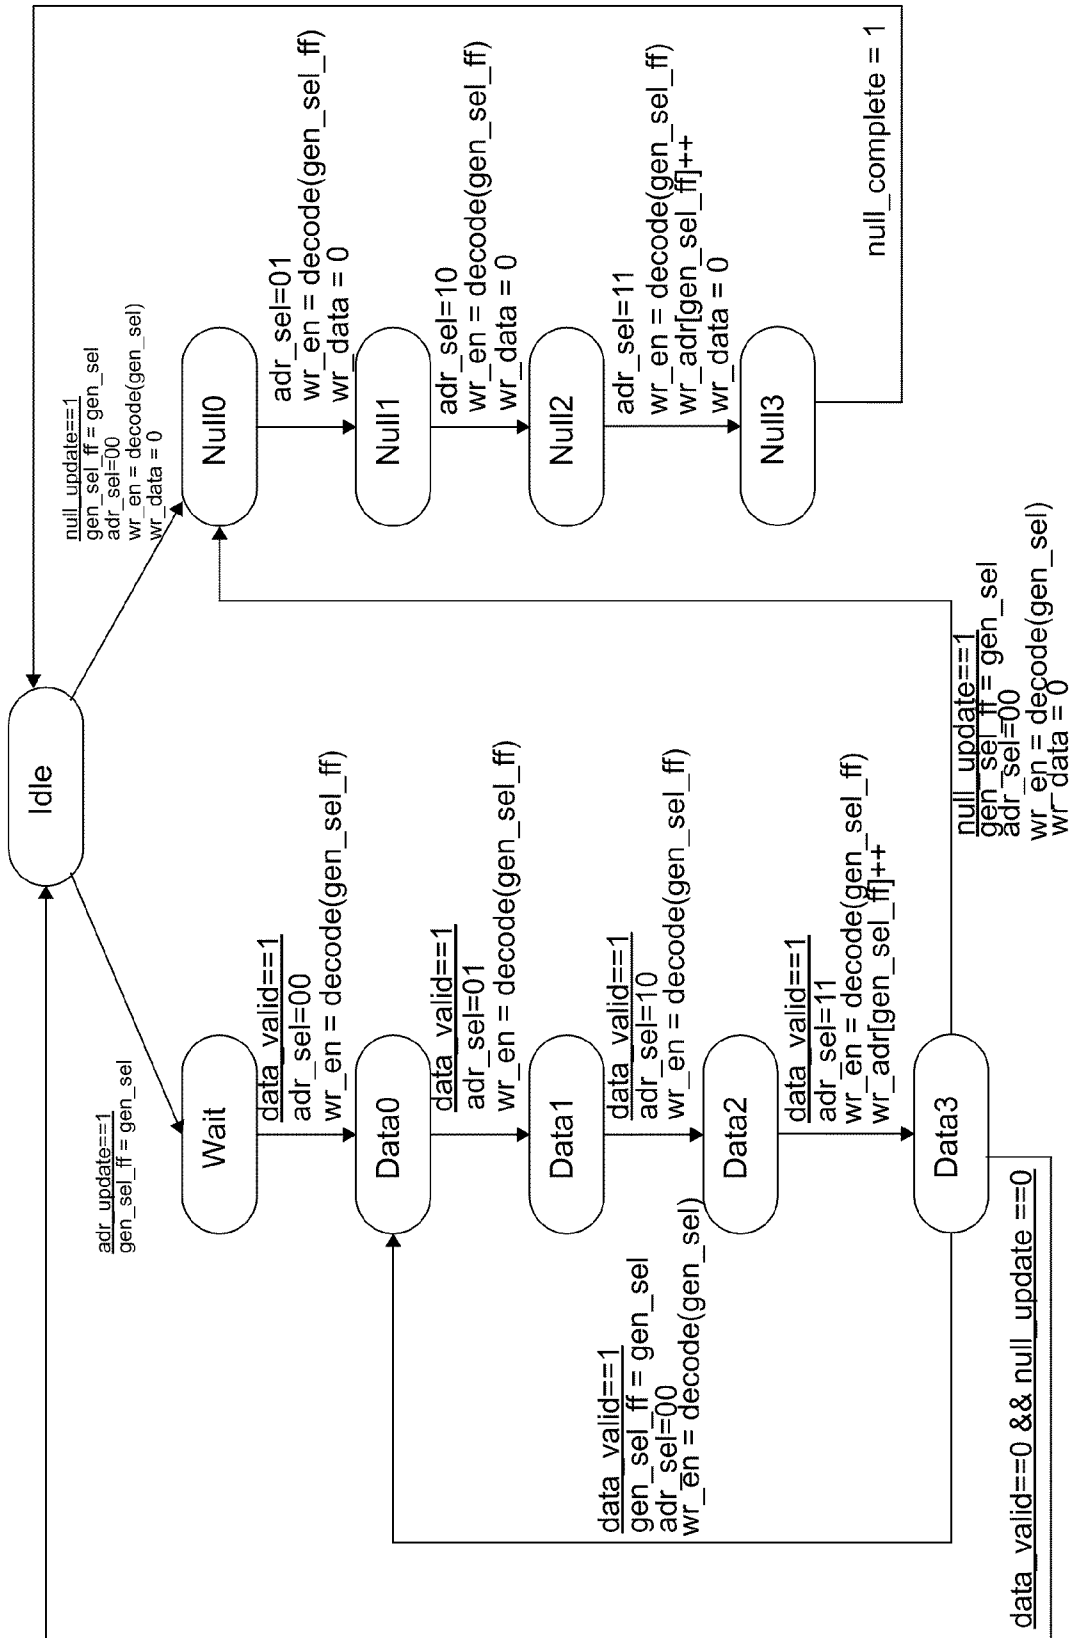 Idle
adr_update==1
gen_sel_ff = gen_sel
null_update==1
gen_sel_ff = gen_sel
adr_sel=00
wr_en = decode(gen_sel)
wr_data = 0
Wait
data_valid==1
adr_sel=00
wr_en = decode(gen_sel_ff)
Data0
data_valid==1
adr_sel=01
wr_en = decode(gen_sel_ff)
Data1
data_valid==1
adr_sel=10
wr_en = decode(gen_sel_ff)
Data2
data_valid==1
adr_sel=11
wr_en = decode(gen_sel_ff)
wr_adr[gen_sel_ff]++
Data3
data_valid==1
gen_sel_ff = gen_sel
adr_sel=00
wr_en = decode(gen_sel)
data_valid==0 && null_update ==0
null_update==1
gen_sel_ff = gen_sel
adr_sel=00
wr_en = decode(gen_sel)
wr_data = 0
Null0
adr_sel=01
wr_en = decode(gen_sel_ff)
wr_data = 0
Null1
adr_sel=10
wr_en = decode(gen_sel_ff)
wr_data = 0
Null2
adr_sel=11
wr_en = decode(gen_sel_ff)
wr_adr[gen_sel_ff]++
wr_data = 0
Null3
null_complete = 1